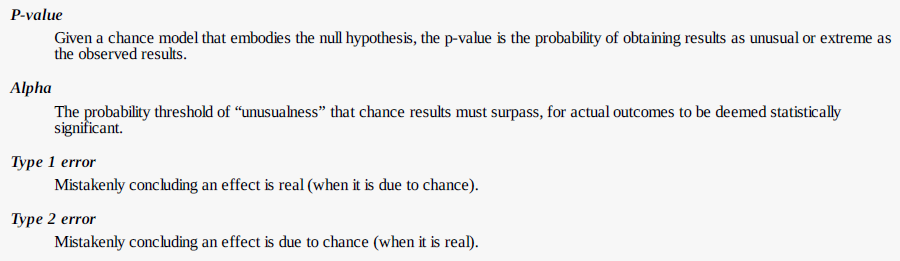 P-value
Given a chance model that embodies the null hypothesis, the p-value is the probability of obtaining results as unusual or extreme as
the observed results.
Alpha
The probability threshold of “unusualness” that chance results must surpass, for actual outcomes to be deemed statistically
significant.
Type 1 error
Mistakenly concluding an effect is real (when it is due to chance).
Type 2 error
Mistakenly concluding an effect is due to chance (when it is real).